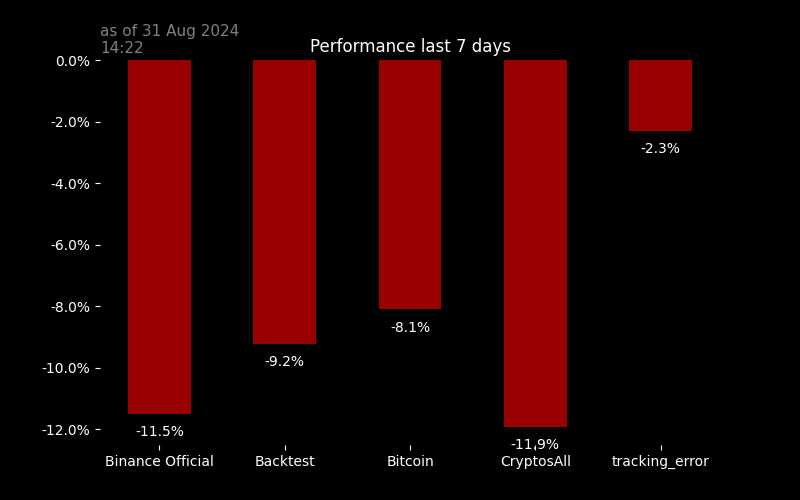 as of 31 Aug 2024
14:22
Performance last 7 days
0.0%
-2.0%
-4.0%
-6.0%
-8.0%
-10.0%
-12.0%
-11.5%
-9.2%
-8.1%
-11.9%
-2.3%
Binance Official
Backtest
Bitcoin
CryptosAll
tracking_error